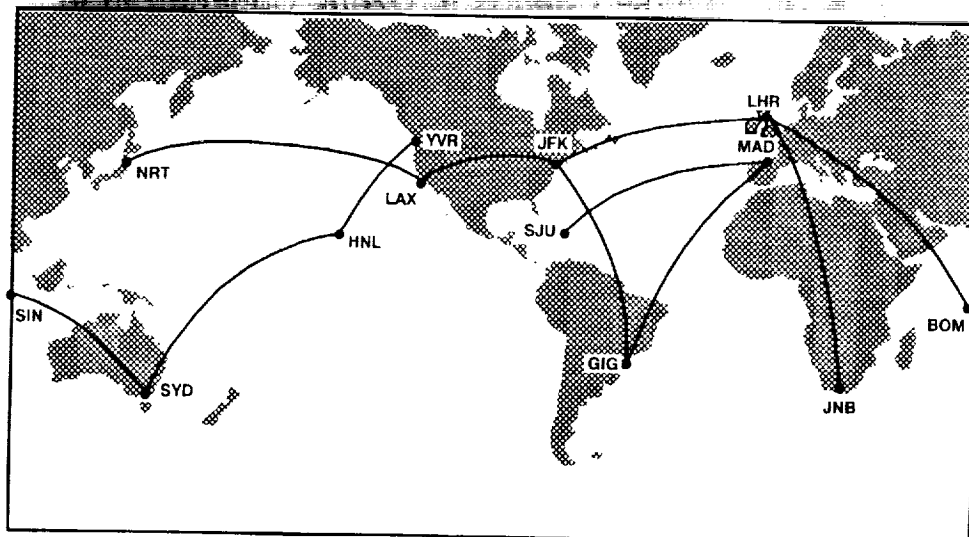 LHR
YVR
JFK
MAD
NRT
LAX
SJU
HNL
SIN
BOM
GIG
SYD
JNB